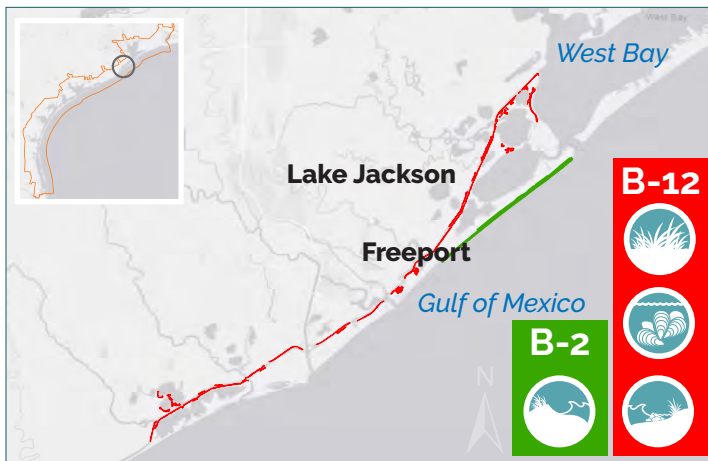 West Bay
West Bay
Lake Jackson
B-12
Freeport
Gulf of Mexico
B-2
N